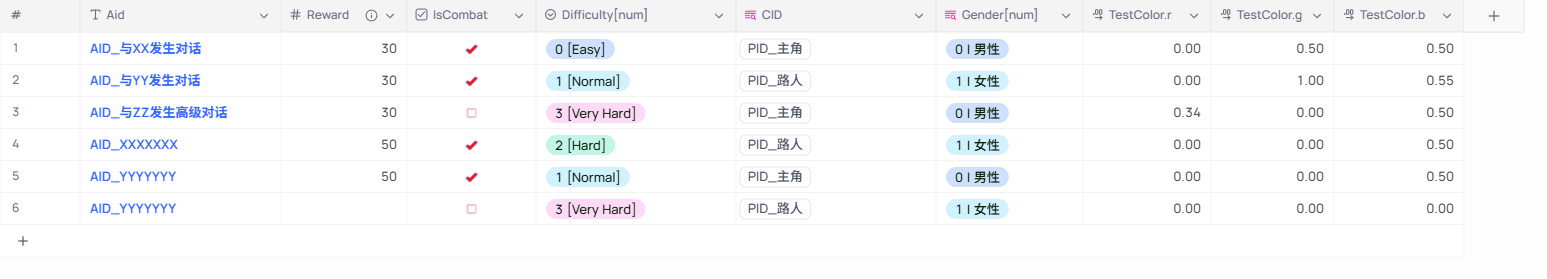 # Aid # Reward IsCombat Difficulty[num] CID Gender[num] TestColor.r TestColor.g TestColor.b
1 AID_与XX发生对话 30 0 [Easy] PID_主角 0 | 男性 0.00 0.50 0.50
2 AID_与YY发生对话 30 1 [Normal] PID_路人 1 | 女性 0.00 1.00 0.55
3 AID_与ZZ发生高级对话 30 3 [Very Hard] PID_主角 0 | 男性 0.34 0.00 0.50
4 AID_XXXXXXX 50 2 [Hard] PID_路人 1 | 女性 0.00 0.00 0.50
5 AID_YYYYYYY 50 1 [Normal] PID_主角 0 | 男性 0.00 0.00 0.50
6 AID_YYYYYYY 3 [Very Hard] PID_路人 1 | 女性 0.00 0.00 0.00